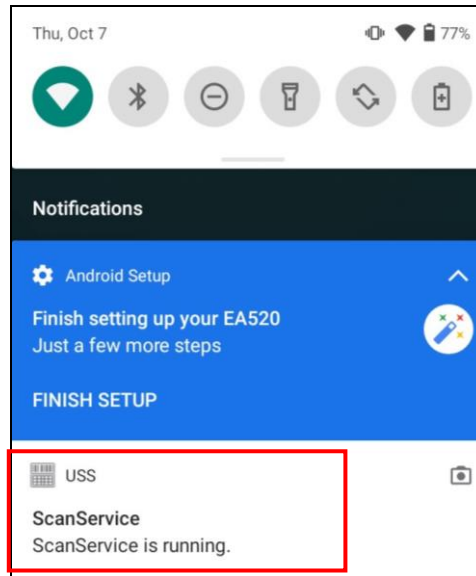 Thu, Oct 7 77%
Notifications
Android Setup
Finish setting up your EA520
Just a few more steps
FINISH SETUP
USS
ScanService
ScanService is running.